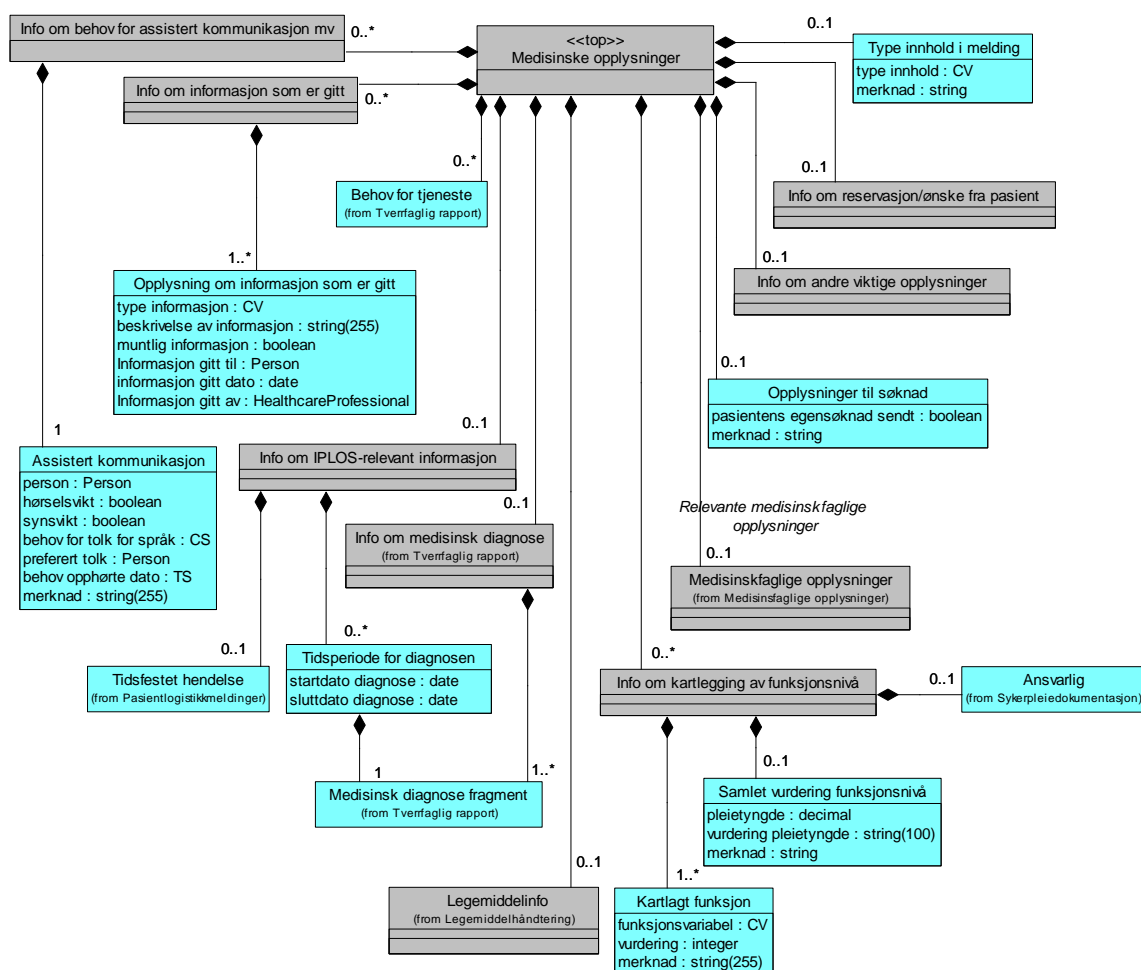 Info om behov for assistert kommunikasjon mv
0..*
<<top>>
Medisinske opplysninger
0..1
Type innhold i melding
type innhold : CV
merknad : string
Info om informasjon som er gitt
0..*
0..*
Behov for tjeneste
(from Tverrfaglig rapport)
0..1
Info om reservasjon/ønske fra pasient
0..1
Info om andre viktige opplysninger
1..*
Opplysning om informasjon som er gitt
type informasjon : CV
beskrivelse av informasjon : string(255)
muntlig informasjon : boolean
Informasjon gitt til : Person
informasjon gitt dato : date
Informasjon gitt av : HealthcareProfessional
0..1
Opplysninger til søknad
pasientens egensøknad sendt : boolean
merknad : string
1
Assistert kommunikasjon
person : Person
hørselsvikt : boolean
synsvikt : boolean
behov for tolk for språk : CS
preferert tolk : Person
behov opphørte dato : TS
merknad : string(255)
0..1
Info om IPLOS-relevant informasjon
0..1
Info om medisinsk diagnose
(from Tverrfaglig rapport)
Relevante medisinskfaglige
opplysninger
0..1
Medisinskfaglige opplysninger
(from Medisinsfaglige opplysninger)
0..1
Tidsfestet hendelse
(from Pasientlogistikkmeldinger)
0..*
Tidsperiode for diagnosen
startdato diagnose : date
sluttdato diagnose : date
0..*
Info om kartlegging av funksjonsnivå
0..1
Ansvarlig
(from Sykerpleiedokumentasjon)
1
1..*
Medisinsk diagnose fragment
(from Tverrfaglig rapport)
0..1
Samlet vurdering funksjonsnivå
pleietyngde : decimal
vurdering pleietyngde : string(100)
merknad : string
0..1
Legemiddelinfo
(from Legemiddelhåndtering)
1..*
Kartlagt funksjon
funksjonsvariabel : CV
vurdering : integer
merknad : string(255)